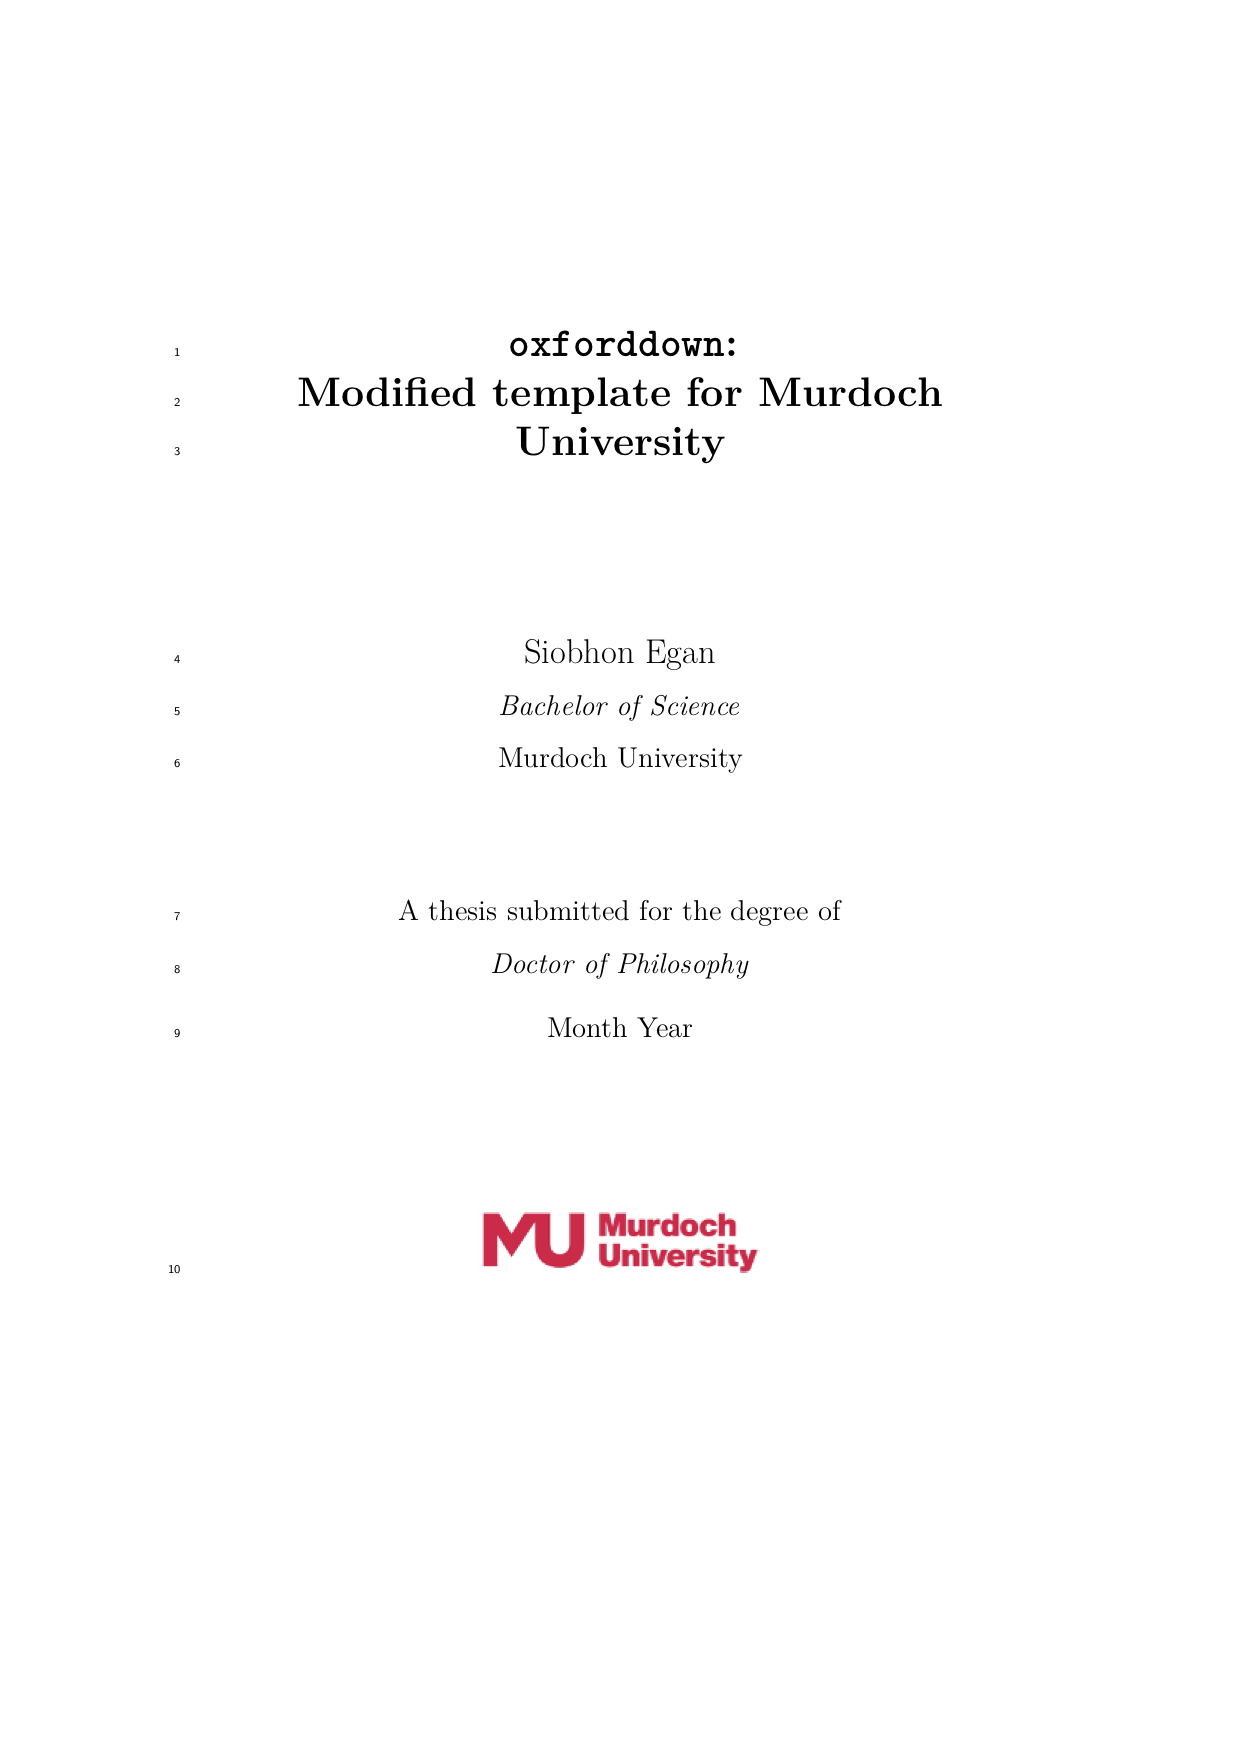 1 oxforddown:
2 Modified template for Murdoch
3 University
4 Siobhon Egan
5 Bachelor of Science
6 Murdoch University
7 A thesis submitted for the degree of
8 Doctor of Philosophy
9 Month Year
MU Murdoch
10 University